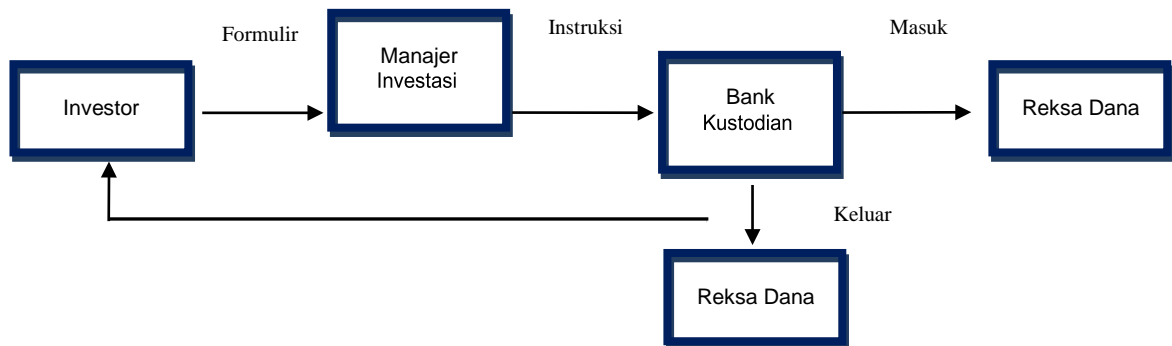 Formulir
Instruksi
Masuk
Investor
Manajer
Investasi
Bank
Kustodian
Reksa Dana
Keluar
Reksa Dana